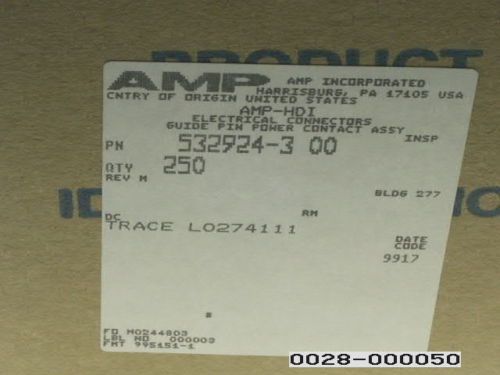 PRODUCT
AMP AMP INCORPORATED
HARRISBURG, PA 17105 USA
CNTRY OF ORIGIN UNITED STATES
AMP-HDI
ELECTRICAL CONNECTORS
GUIDE PIN POWER CONTACT ASSY
PN 532924-3 00 INSP
QTY 250
REV M
BLDG 277
ID
DC RM
TRACE L0274111
DATE
CODE
9917
FO M0244803
LBL NO 000003
FMT 995151-1
0028-000050